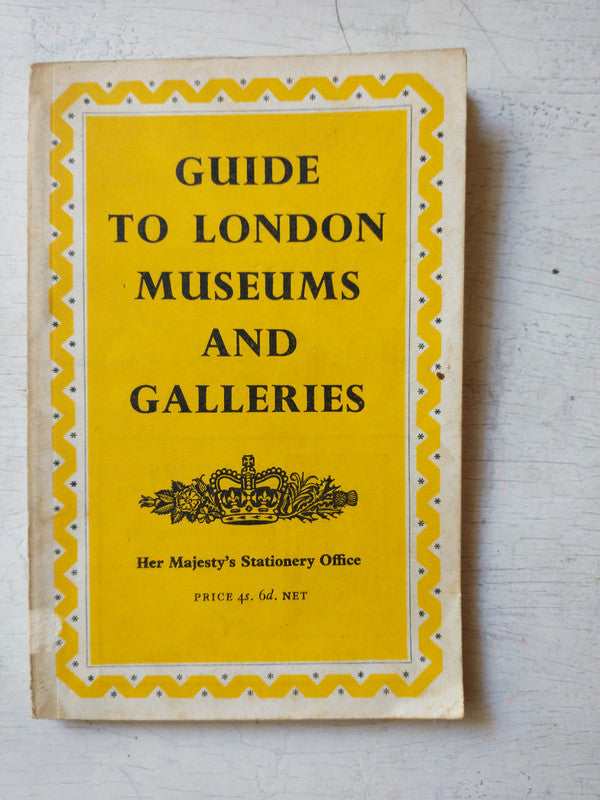 GUIDE
TO LONDON
MUSEUMS
AND
GALLERIES
Her Majesty's Stationery Office
PRICE 4s. 6d. NET